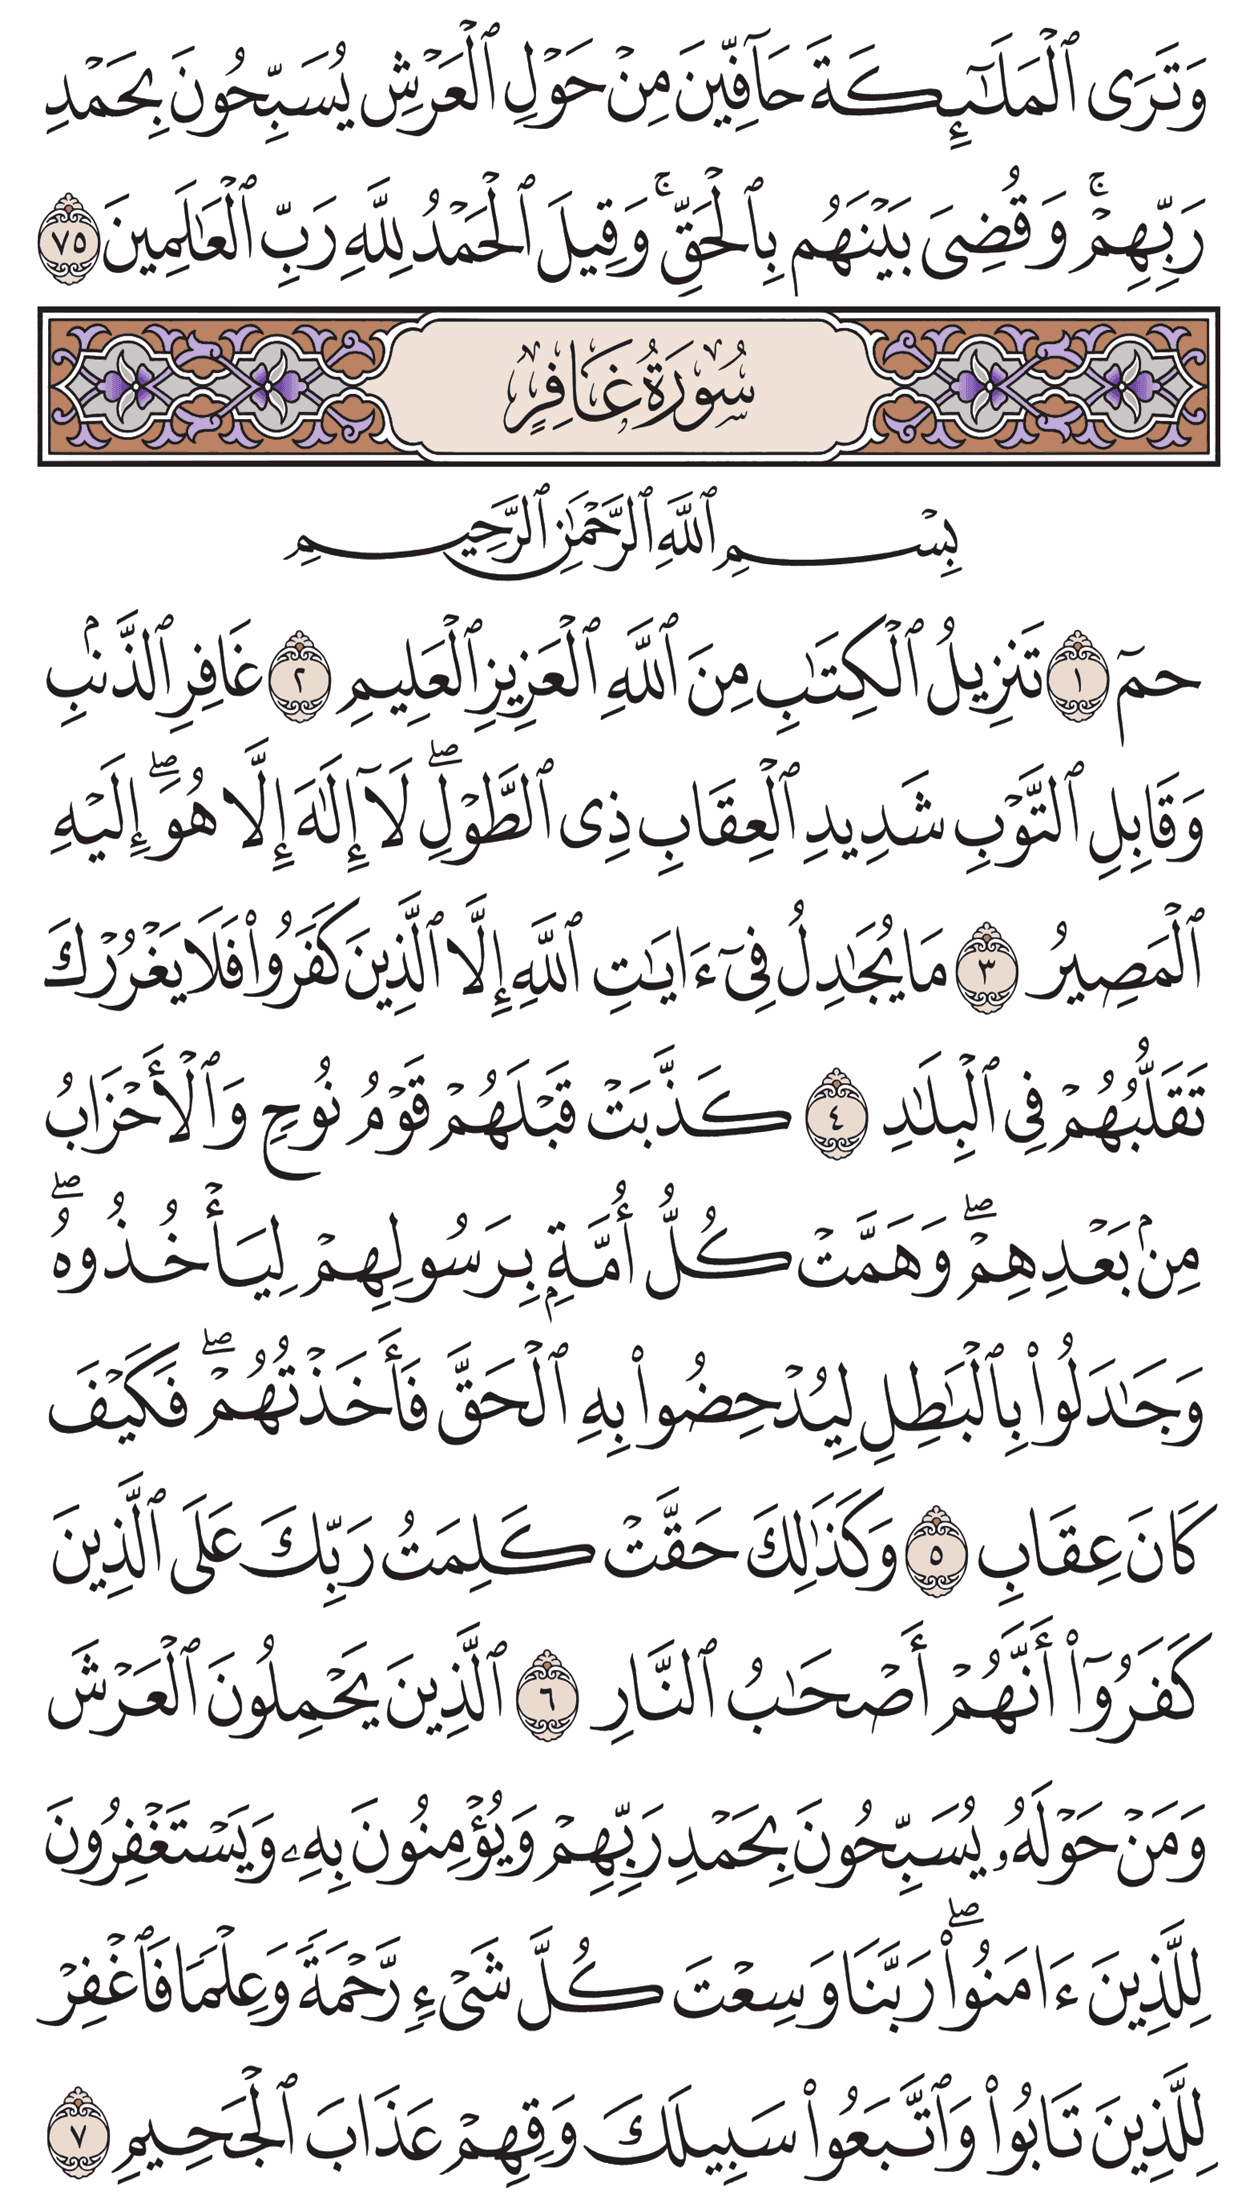 وَتَرَى ٱلْمَلَـٰٓئِكَةَ حَآفِّينَ مِنْ حَوْلِ ٱلْعَرْشِ يُسَبِّحُونَ بِحَمْدِ
رَبِّهِمْ ۚ وَقُضِىَ بَيْنَهُم بِٱلْحَقِّ ۚ وَقِيلَ ٱلْحَمْدُ لِلَّهِ رَبِّ ٱلْعَـٰلَمِينَ ٧٥
سُورَةُ غَافِرٍ
بِسْمِ ٱللَّهِ ٱلرَّحْمَـٰنِ ٱلرَّحِيمِ
حمٓ ١ تَنزِيلُ ٱلْكِتَـٰبِ مِنَ ٱللَّهِ ٱلْعَزِيزِ ٱلْعَلِيمِ ٢ غَافِرِ ٱلذَّنۢبِ
وَقَابِلِ ٱلتَّوْبِ شَدِيدِ ٱلْعِقَابِ ذِى ٱلطَّوْلِ ۖ لَآ إِلَـٰهَ إِلَّا هُوَ ۖ إِلَيْهِ
ٱلْمَصِيرُ ٣ مَا يُجَـٰدِلُ فِىٓ ءَايَـٰتِ ٱللَّهِ إِلَّا ٱلَّذِينَ كَفَرُوا۟ فَلَا يَغْرُرْكَ
تَقَلُّبُهُمْ فِى ٱلْبِلَـٰدِ ٤ كَذَّبَتْ قَبْلَهُمْ قَوْمُ نُوحٍ وَٱلْأَحْزَابُ
مِنۢ بَعْدِهِمْ ۖ وَهَمَّتْ كُلُّ أُمَّةٍۭ بِرَسُولِهِمْ لِيَأْخُذُوهُ ۖ
وَجَـٰدَلُوا۟ بِٱلْبَـٰطِلِ لِيُدْحِضُوا۟ بِهِ ٱلْحَقَّ فَأَخَذْتُهُمْ ۖ فَكَيْفَ
كَانَ عِقَابِ ٥ وَكَذَٰلِكَ حَقَّتْ كَلِمَتُ رَبِّكَ عَلَى ٱلَّذِينَ
كَفَرُوٓا۟ أَنَّهُمْ أَصْحَـٰبُ ٱلنَّارِ ٦ ٱلَّذِينَ يَحْمِلُونَ ٱلْعَرْشَ
وَمَنْ حَوْلَهُۥ يُسَبِّحُونَ بِحَمْدِ رَبِّهِمْ وَيُؤْمِنُونَ بِهِۦ وَيَسْتَغْفِرُونَ
لِلَّذِينَ ءَامَنُوا۟ ۖ رَبَّنَا وَسِعْتَ كُلَّ شَىْءٍ رَّحْمَةً وَعِلْمًا فَٱغْفِرْ
لِلَّذِينَ تَابُوا۟ وَٱتَّبَعُوا۟ سَبِيلَكَ وَقِهِمْ عَذَابَ ٱلْجَحِيمِ ٧